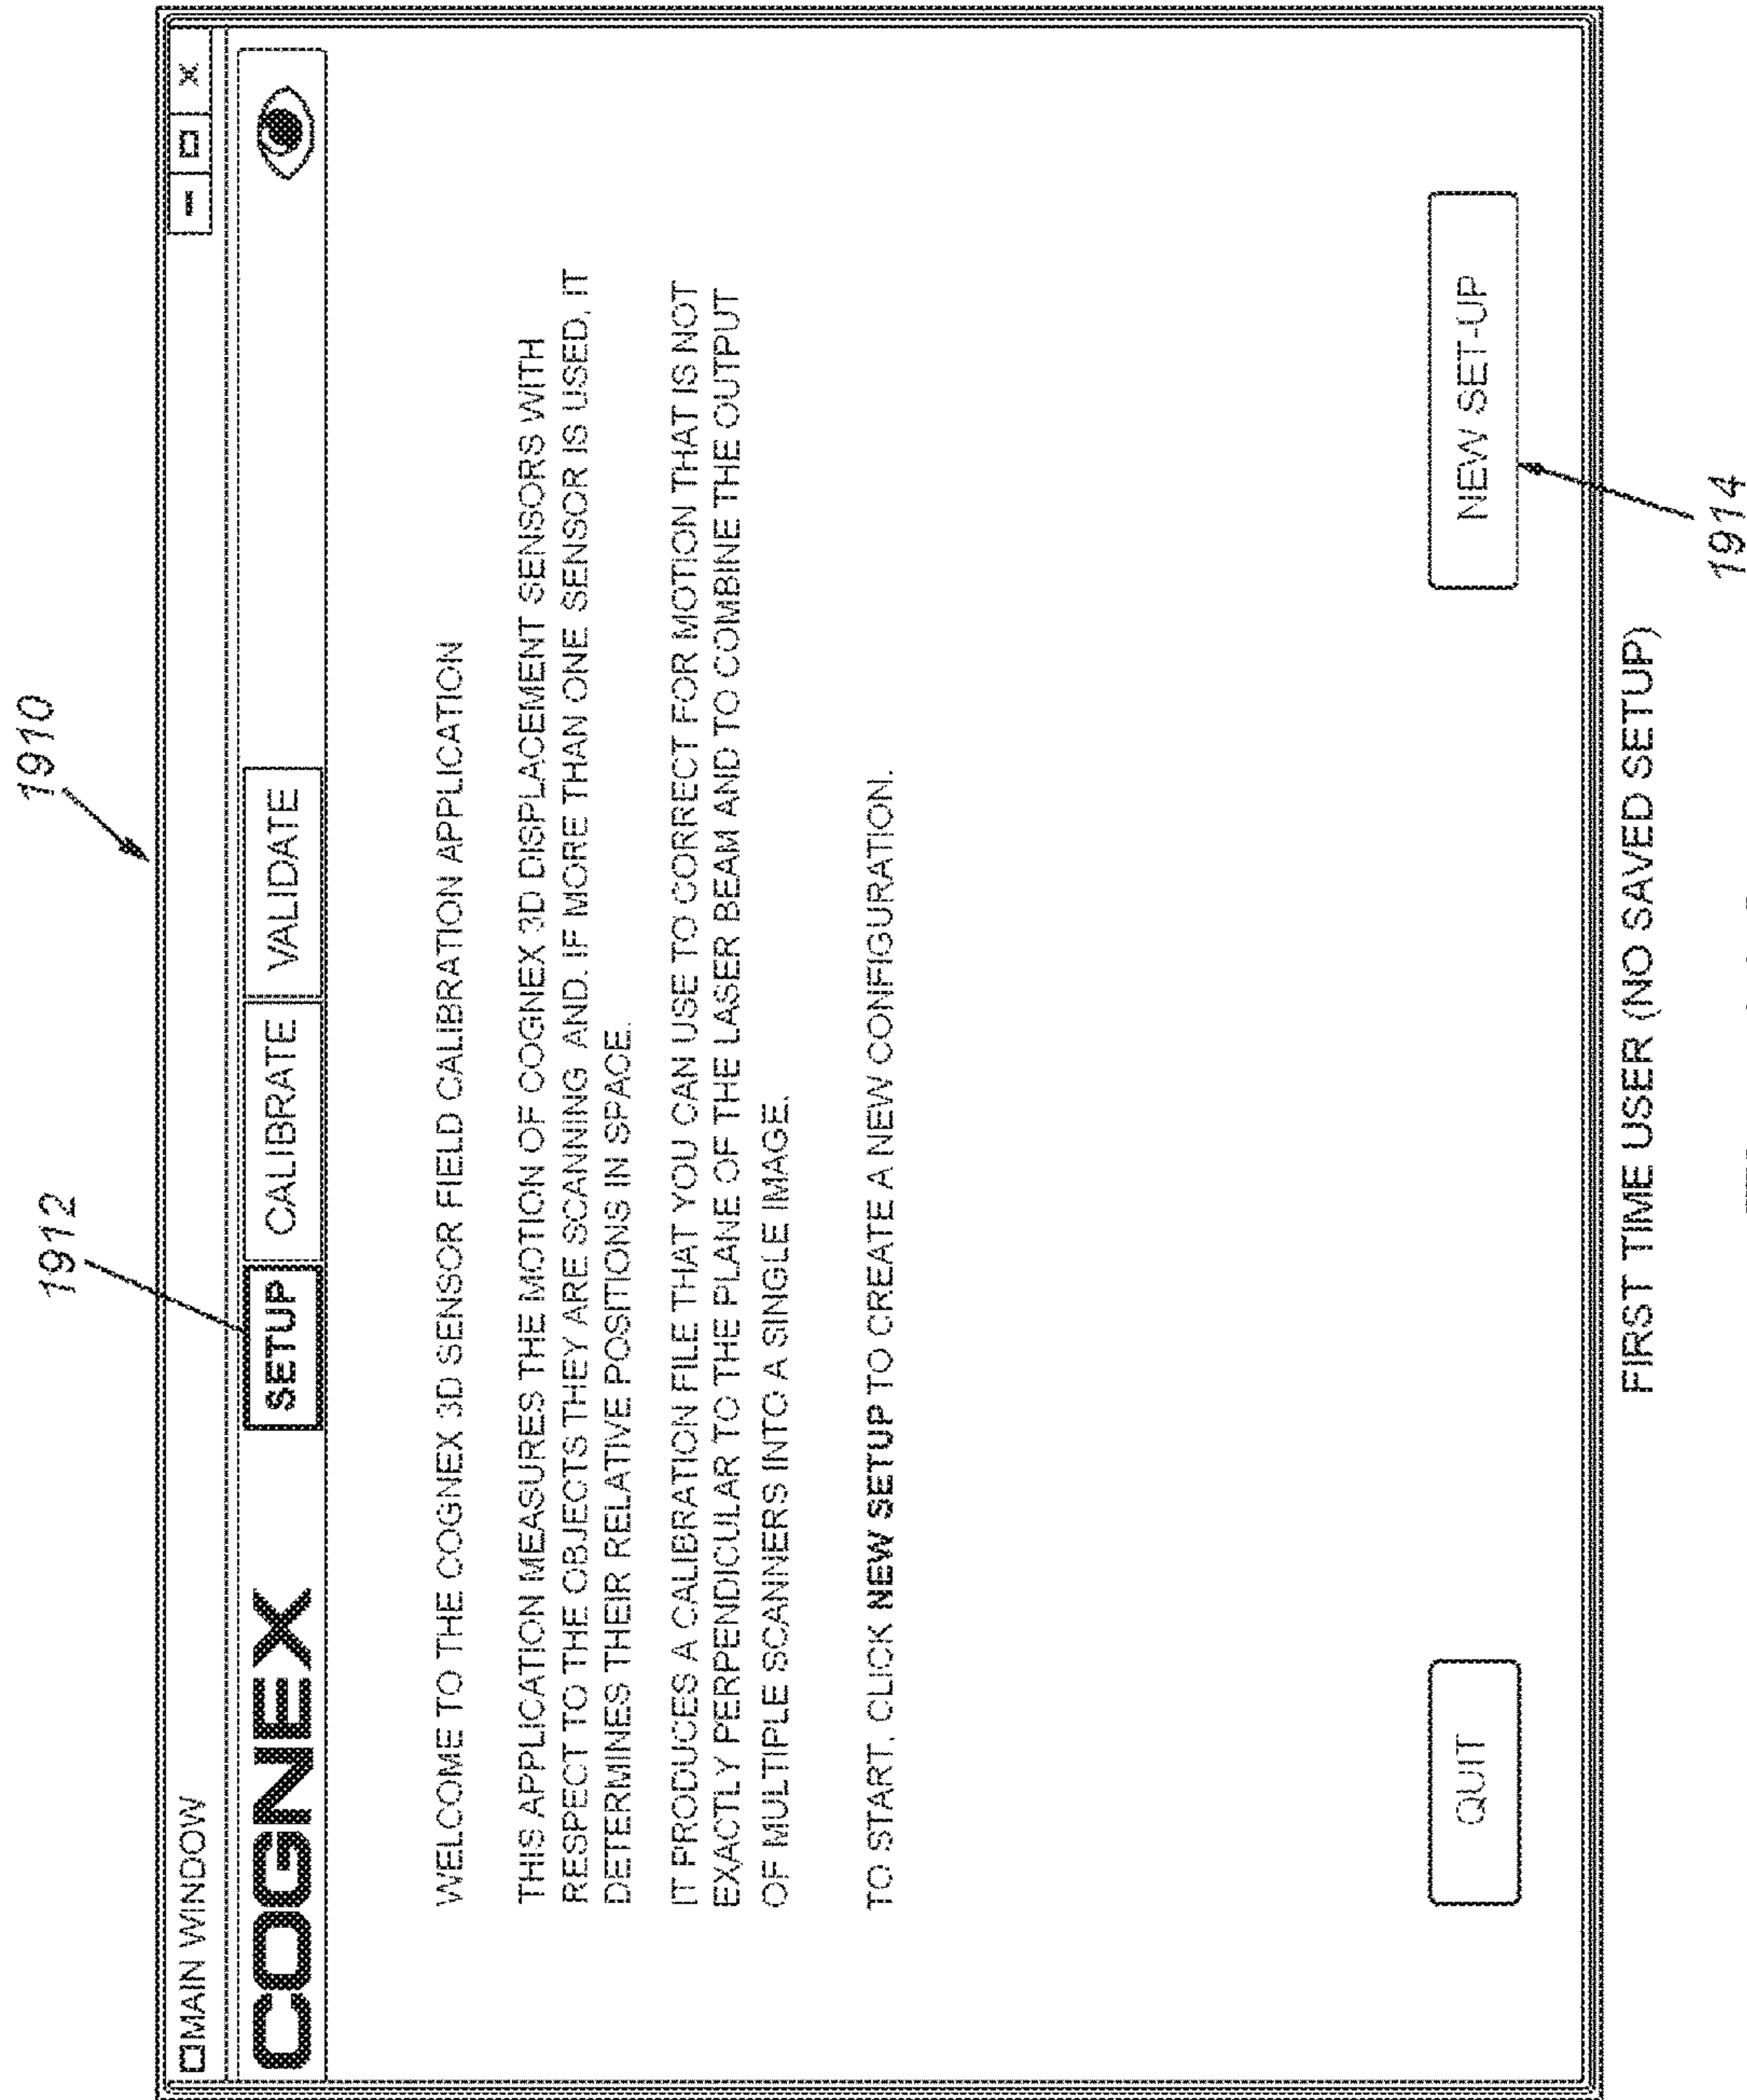 1910
1912
MAIN WINDOW
COGNEX
SETUP
CALIBRATE
VALIDATE
WELCOME TO THE COGNEX 3D SENSOR FIELD CALIBRATION APPLICATION
THIS APPLICATION MEASURES THE MOTION OF COGNEX 3D DISPLACEMENT SENSORS WITH
RESPECT TO THE OBJECTS THEY ARE SCANNING AND. IF MORE THAN ONE SENSOR IS USED, IT
DETERMINES THEIR RELATIVE POSITIONS IN SPACE.
IT PRODUCES A CALIBRATION FILE THAT YOU CAN USE TO CORRECT FOR MOTION THAT IS NOT
EXACTLY PERPENDICULAR TO THE PLANE OF THE LASER BEAM AND TO COMBINE THE OUTPUT
OF MULTIPLE SCANNERS INTO A SINGLE IMAGE.
TO START, CLICK NEW SETUP TO CREATE A NEW CONFIGURATION.
QUIT
NEW SET-UP
1914
FIRST TIME USER (NO SAVED SETUP)